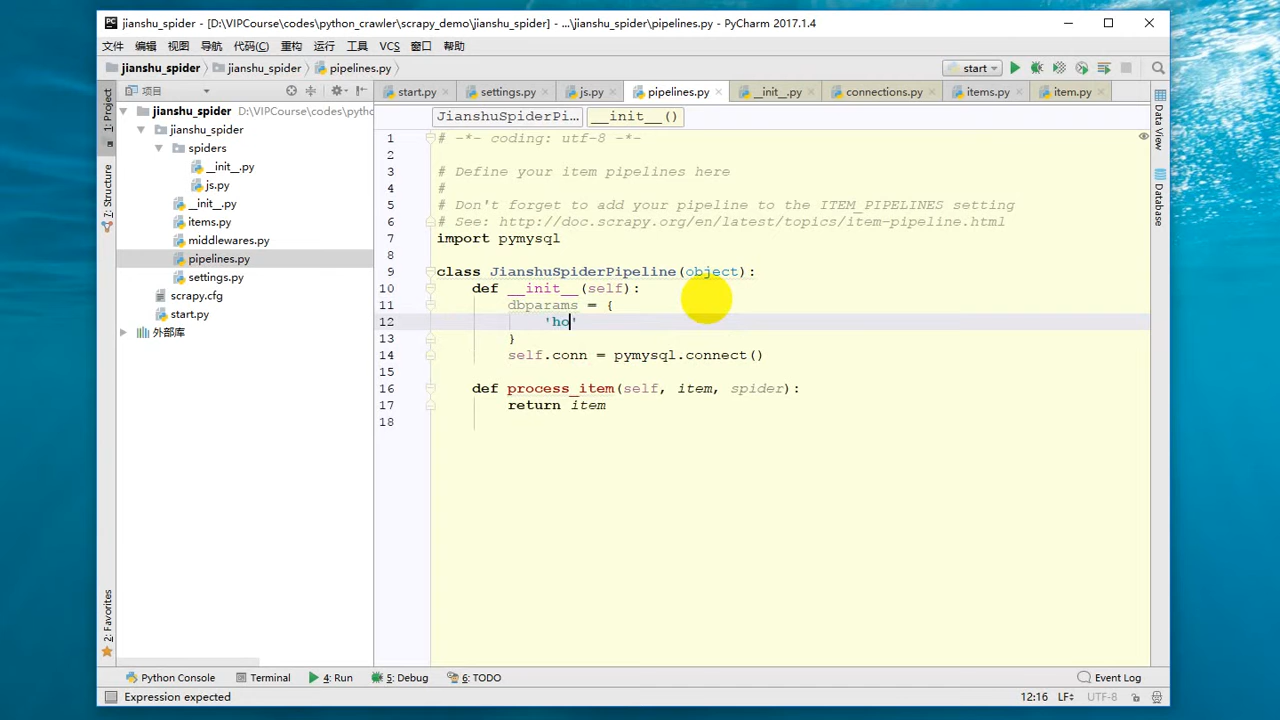 jianshu_spider - [D:\VIPCourse\codes\python_crawler\scrapy_demo\jianshu_spider] - ...\jianshu_spider\pipelines.py - PyCharm 2017.1.4
文件 编辑 视图 导航 代码(C) 重构 运行 工具 VCS 窗口 帮助
jianshu_spider jianshu_spider pipelines.py start
项目 start.py settings.py js.py pipelines.py __init__.py connections.py items.py item.py
JianshuSpiderPi... __init__()
1: Project
7: Structure
2: Favorites
jianshu_spider D:\VIPCourse\codes\pytho
jianshu_spider
spiders
__init__.py
js.py
__init__.py
items.py
middlewares.py
pipelines.py
settings.py
scrapy.cfg
start.py
外部库
1 # -*- coding: utf-8 -*-
2
3 # Define your item pipelines here
4 #
5 # Don't forget to add your pipeline to the ITEM_PIPELINES setting
6 # See: http://doc.scrapy.org/en/latest/topics/item-pipeline.html
7 import pymysql
8
9 class JianshuSpiderPipeline(object):
10 def __init__(self):
11 dbparams = {
12 'ho'
13 }
14 self.conn = pymysql.connect()
15
16 def process_item(self, item, spider):
17 return item
18
Data View
Database
Python Console Terminal 4: Run 5: Debug 6: TODO Event Log
Expression expected 12:16 LF UTF-8